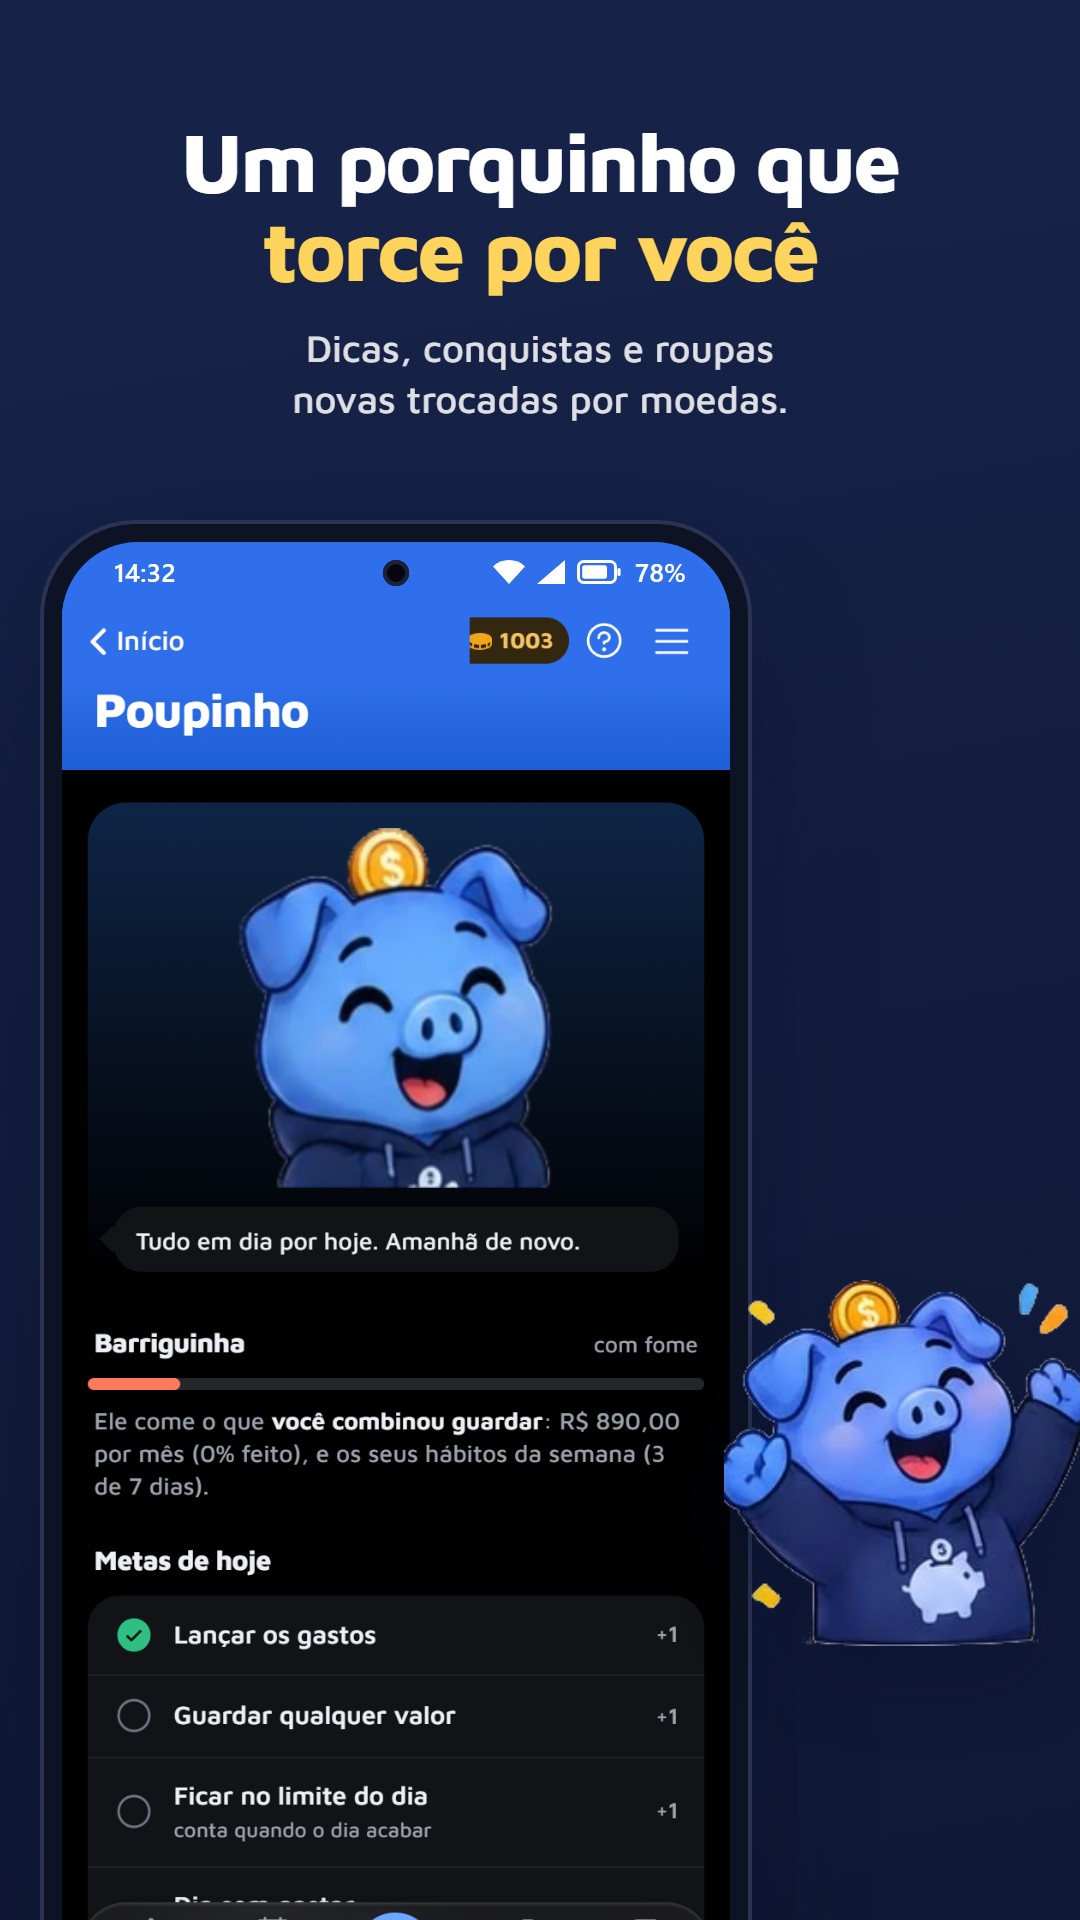 Um porquinho que
torce por você
Dicas, conquistas e roupas
novas trocadas por moedas.
14:32
78%
Início
1003
?
Poupinho
$
Tudo em dia por hoje. Amanhã de novo.
Barriguinha
com fome
Ele come o que você combinou guardar: R$ 890,00
por mês (0% feito), e os seus hábitos da semana (3
de 7 dias).
$
Metas de hoje
Lançar os gastos +1
Guardar qualquer valor +1
Ficar no limite do dia +1
conta quando o dia acabar